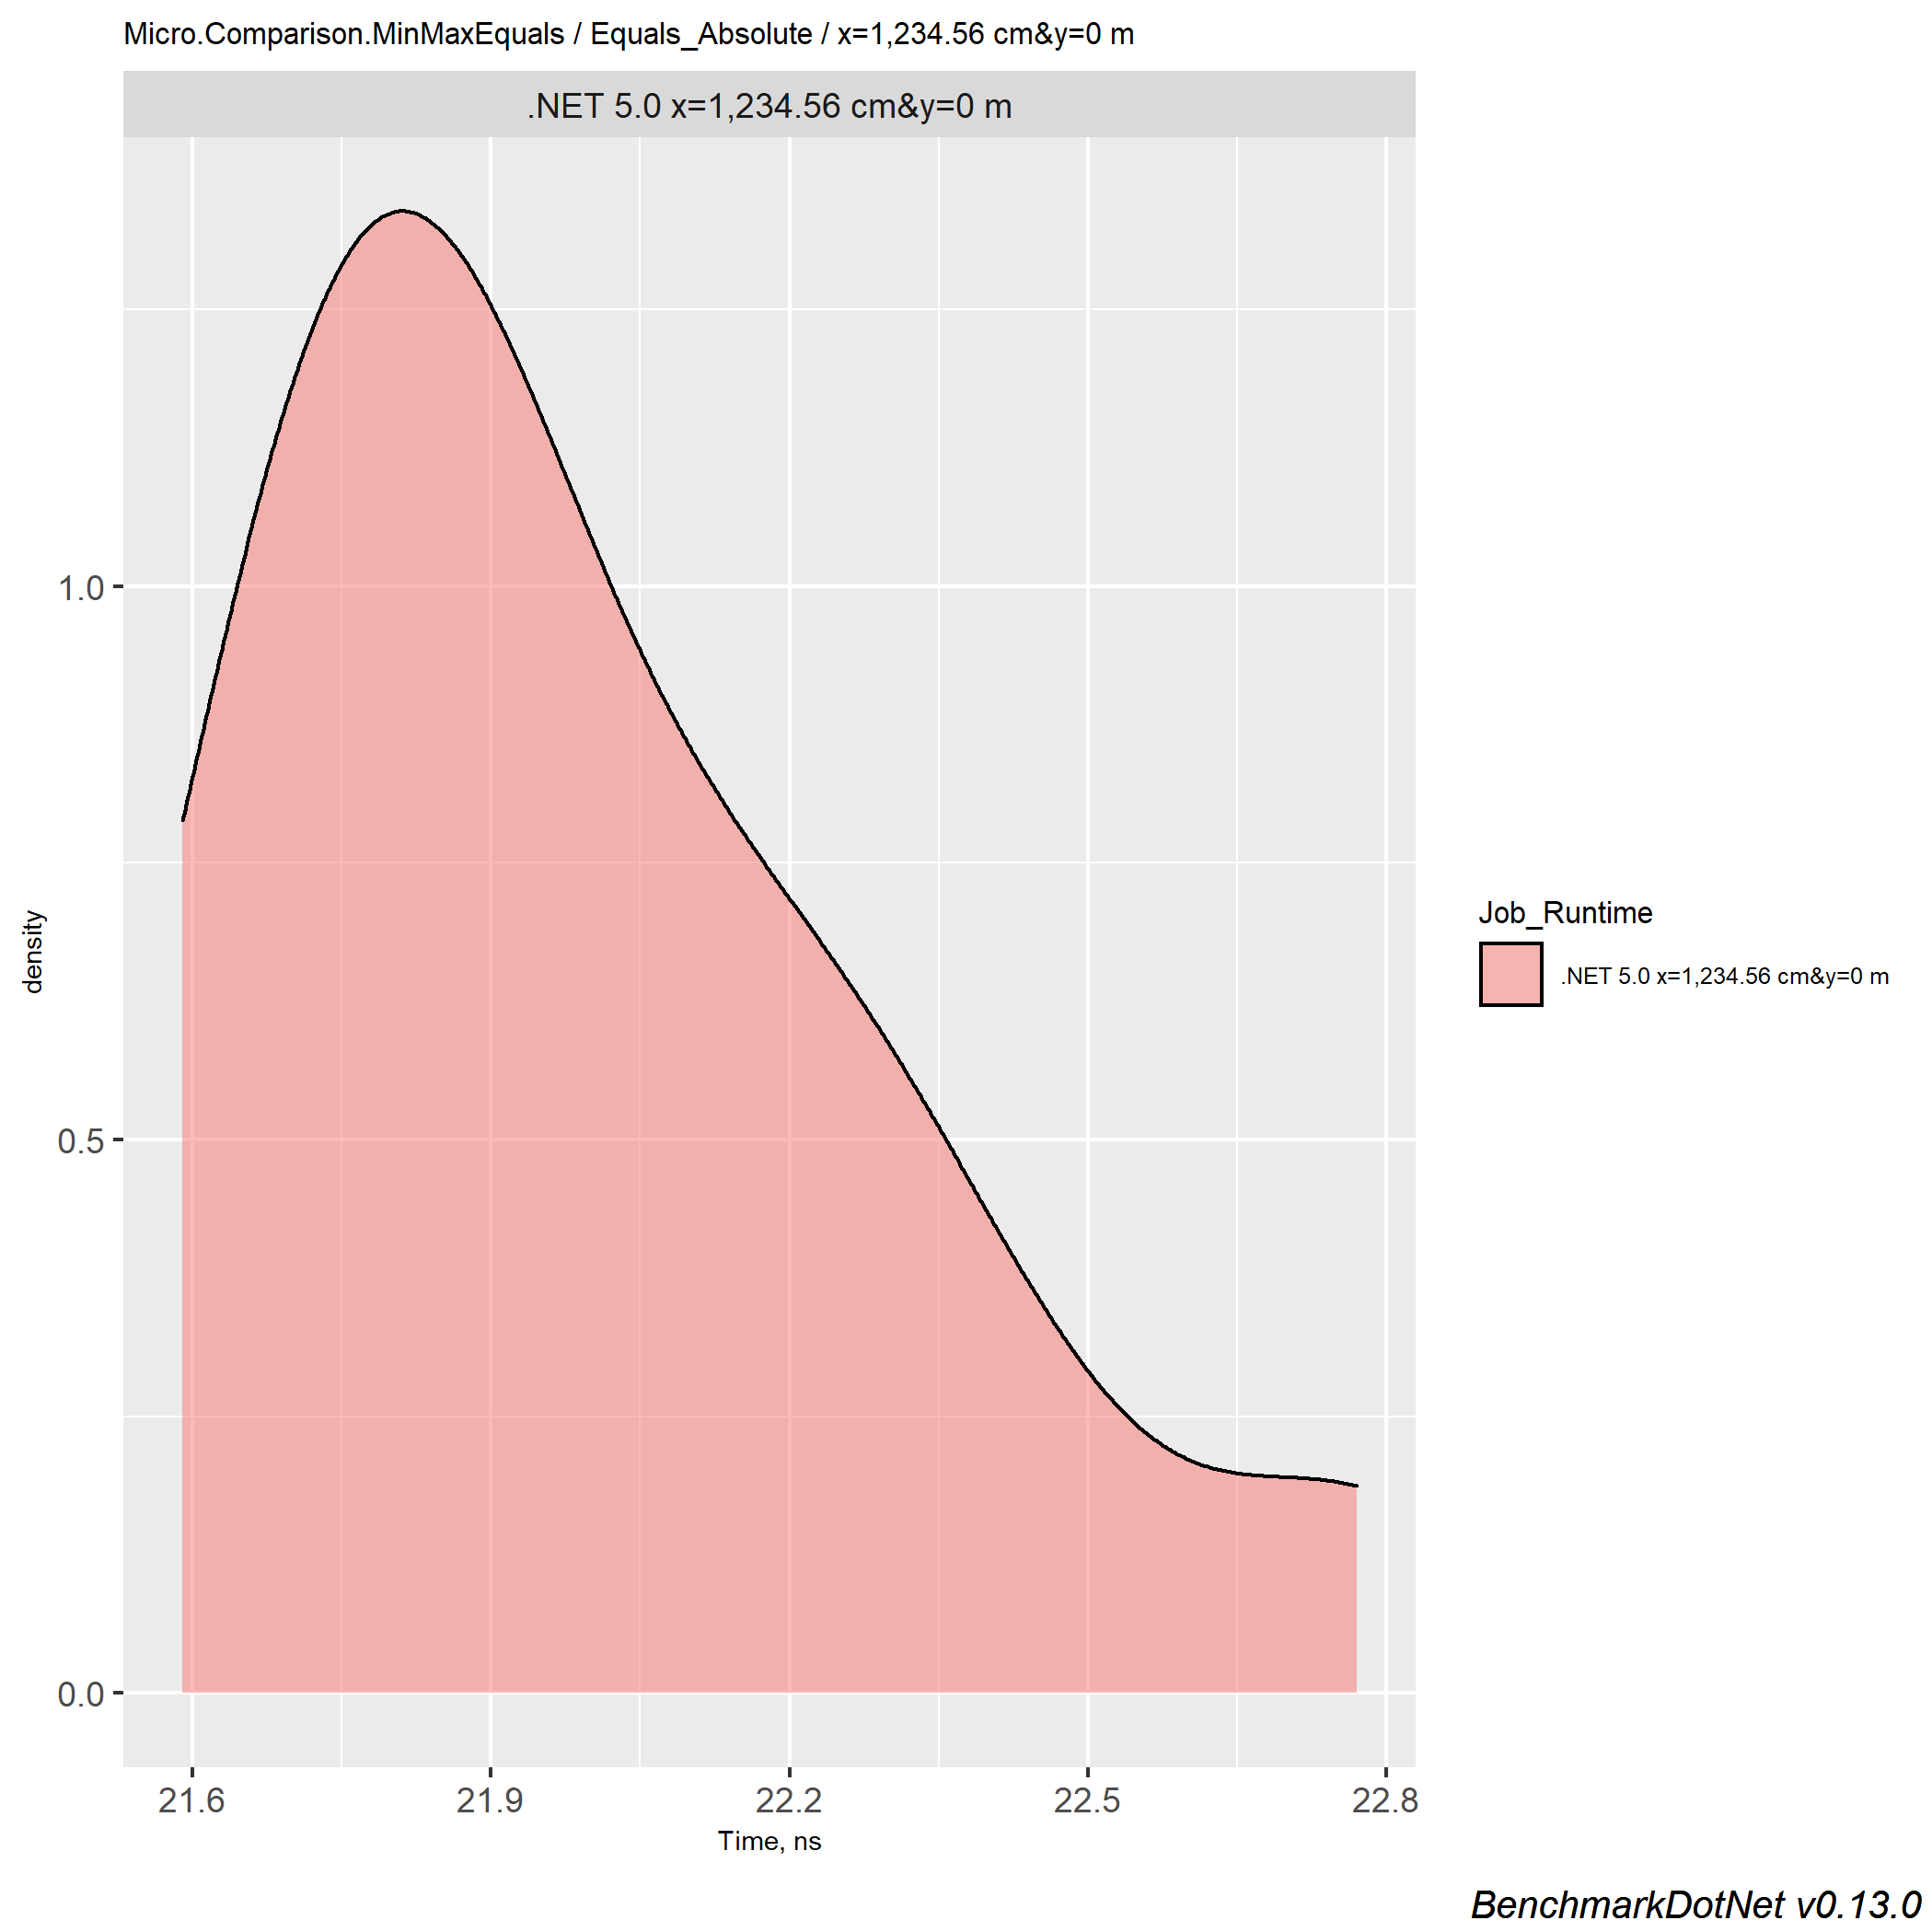 Micro.Comparison.MinMaxEquals / Equals_Absolute / x=1,234.56 cm&y=0 m
.NET 5.0 x=1,234.56 cm&y=0 m
1.0
0.5
0.0
density
21.6 21.9 22.2 22.5 22.8
Time, ns
Job_Runtime
.NET 5.0 x=1,234.56 cm&y=0 m
BenchmarkDotNet v0.13.0